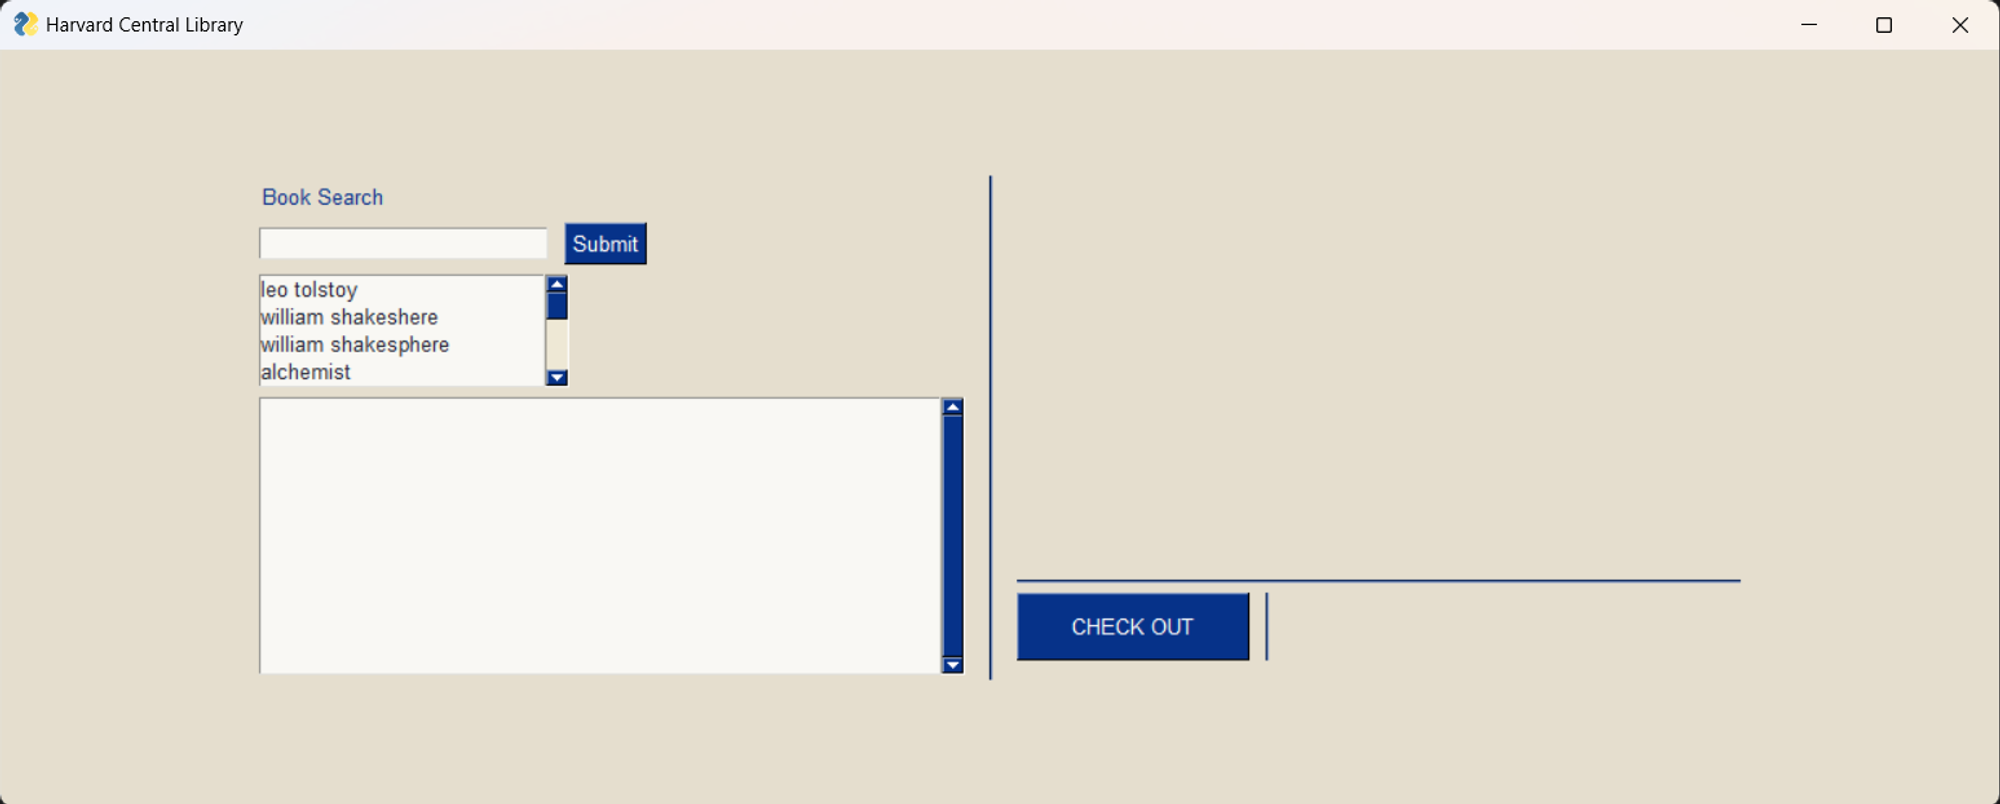 Harvard Central Library
Book Search
Submit
leo tolstoy
william shakeshere
william shakesphere
alchemist
CHECK OUT